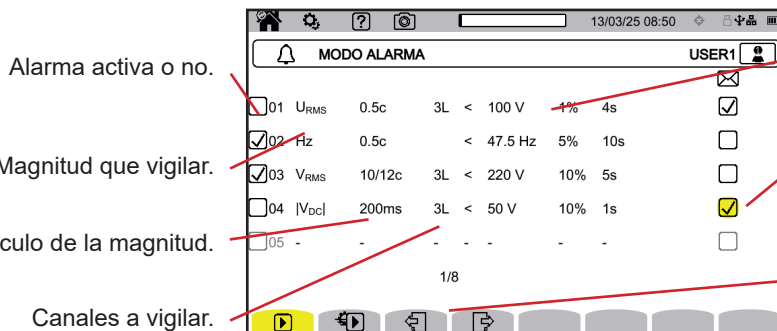 13/03/25 08:50
MODO ALARMA USER1
Alarma activa o no.
01 URMS 0.5c 3L < 100 V 1% 4s
02 Hz 0.5c < 47.5 Hz 5% 10s
Magnitud que vigilar.
03 VRMS 10/12c 3L < 220 V 10% 5s
04 |VDC| 200ms 3L < 50 V 10% 1s
culo de la magnitud.
05 - - - - - - -
1/8
Canales a vigilar.